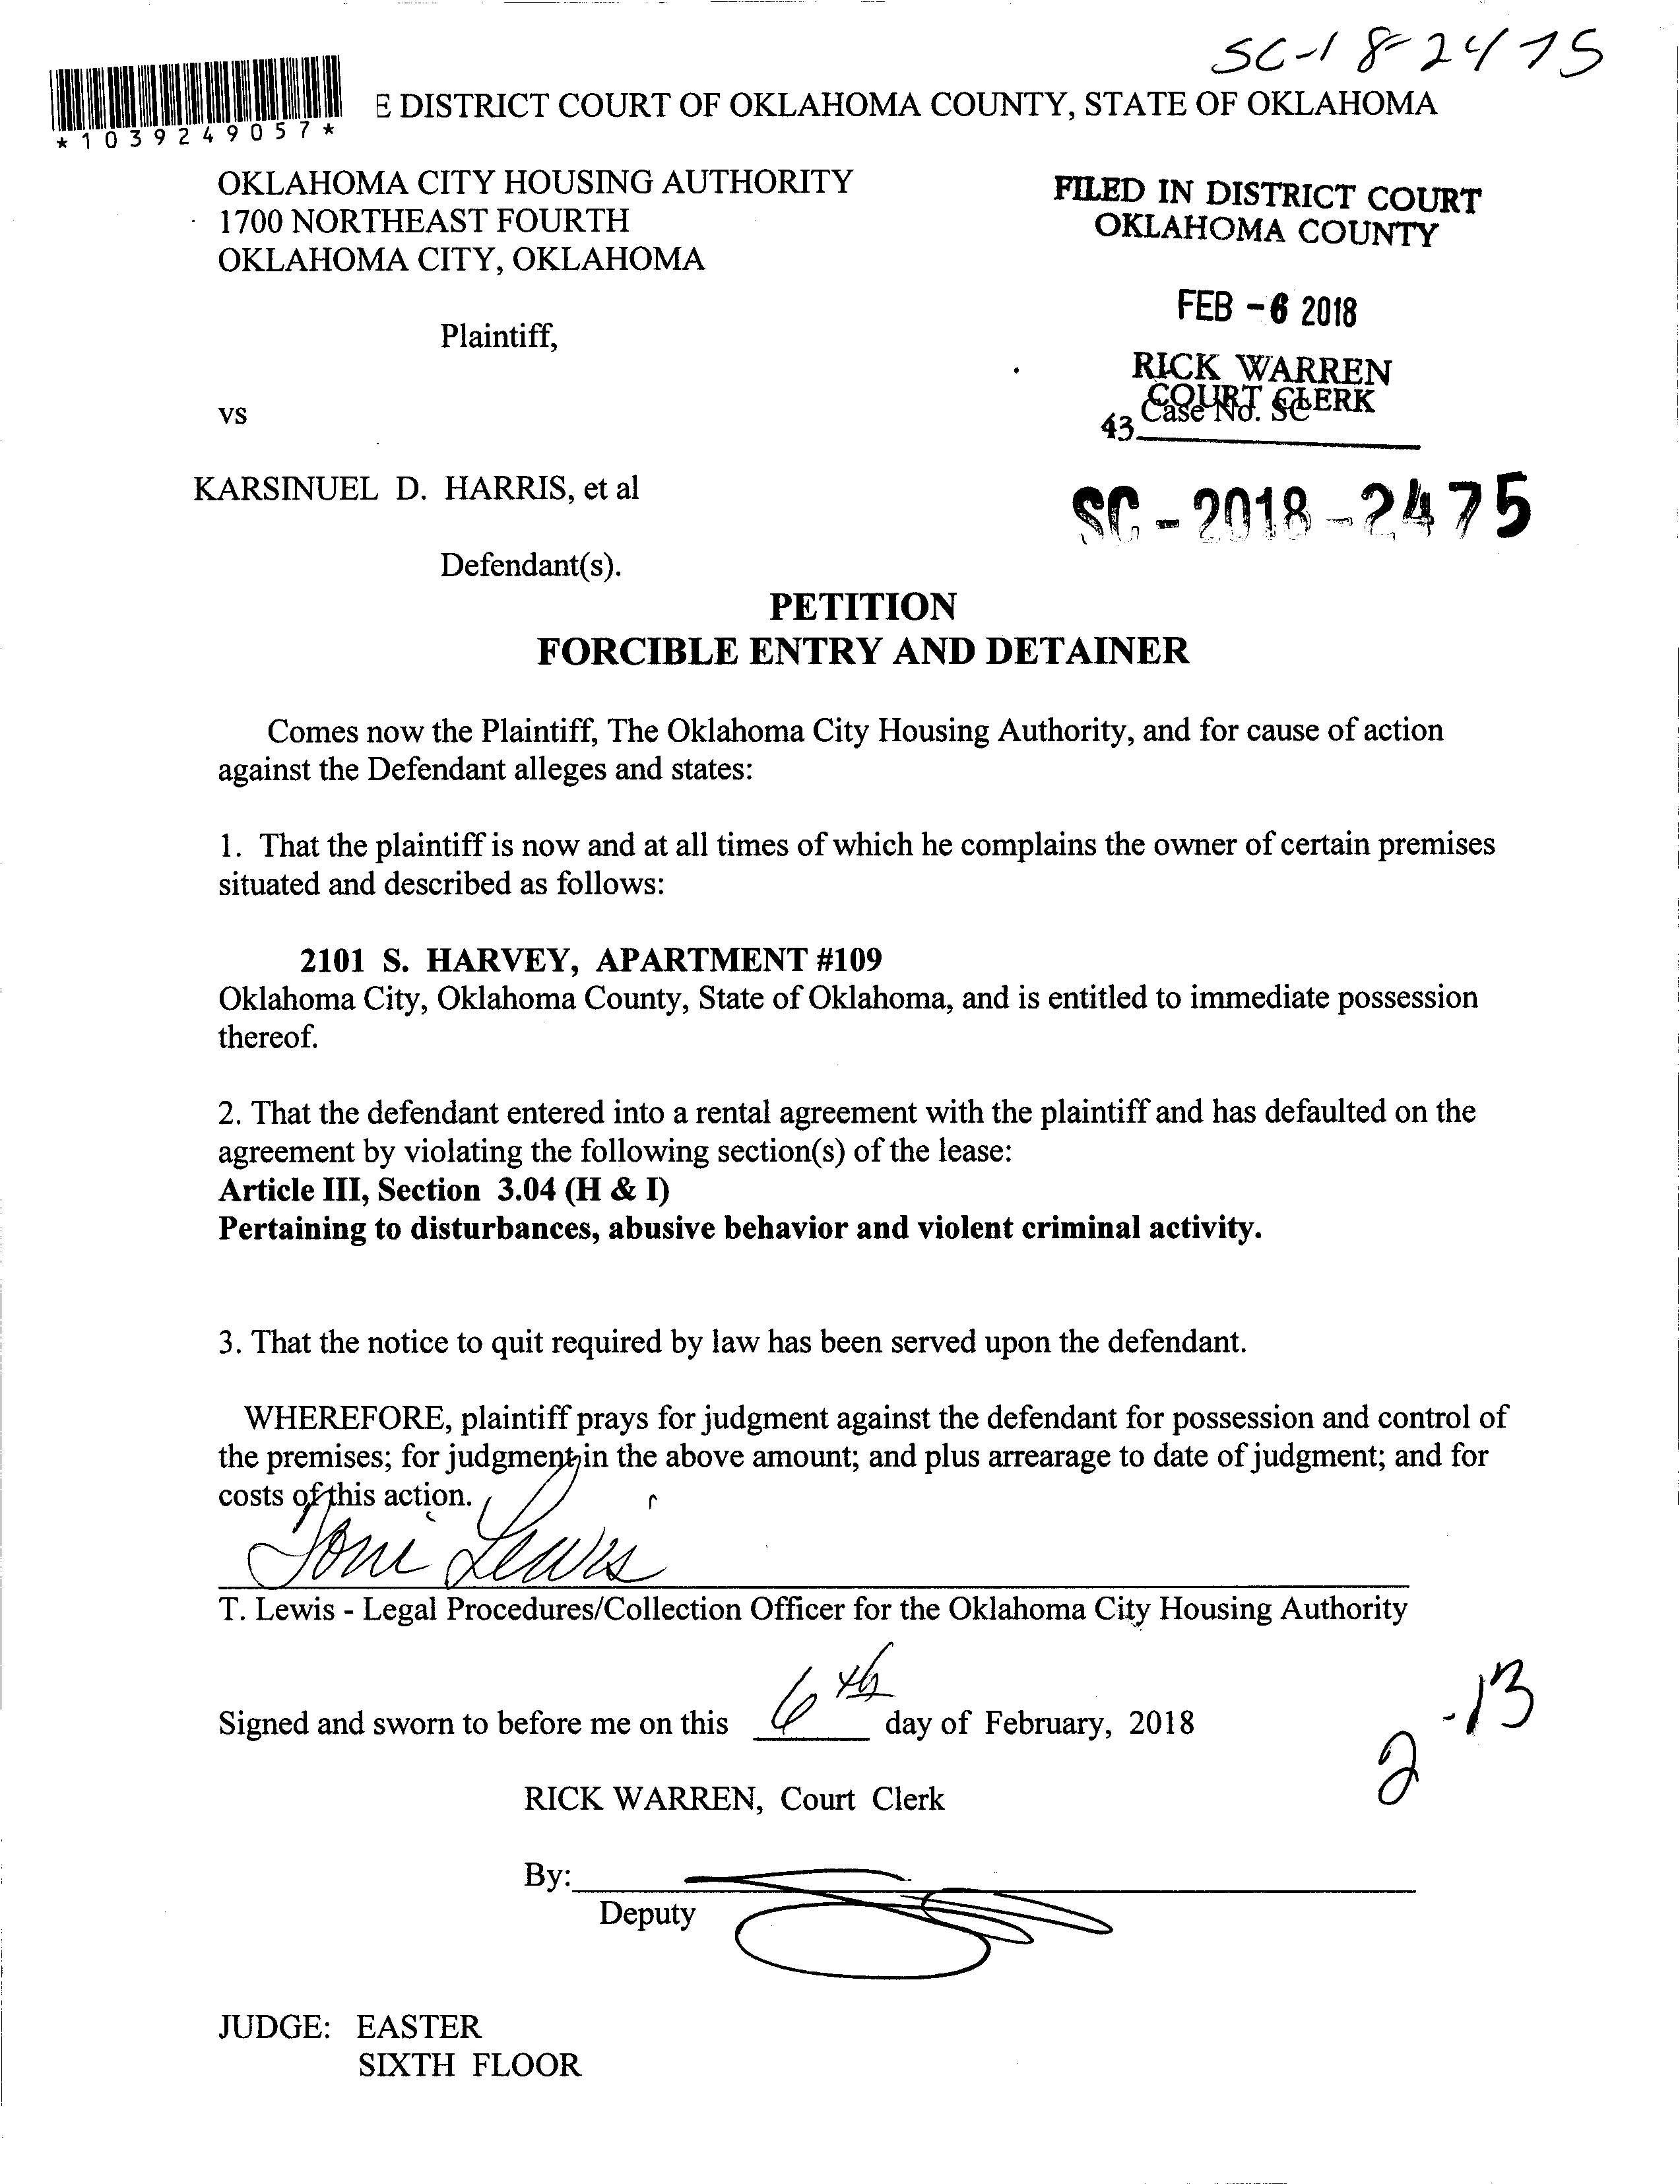 SC-18-2475
*1039249057*
E DISTRICT COURT OF OKLAHOMA COUNTY, STATE OF OKLAHOMA
OKLAHOMA CITY HOUSING AUTHORITY
1700 NORTHEAST FOURTH
OKLAHOMA CITY, OKLAHOMA
FILED IN DISTRICT COURT
OKLAHOMA COUNTY
FEB -6 2018
Plaintiff,
RICK WARREN
COURT CLERK
Case No. SC
43
vs
KARSINUEL D. HARRIS, et al
SC-2018-2475
Defendant(s).
PETITION
FORCIBLE ENTRY AND DETAINER
Comes now the Plaintiff, The Oklahoma City Housing Authority, and for cause of action
against the Defendant alleges and states:
1. That the plaintiff is now and at all times of which he complains the owner of certain premises
situated and described as follows:
2101 S. HARVEY, APARTMENT #109
Oklahoma City, Oklahoma County, State of Oklahoma, and is entitled to immediate possession
thereof.
2. That the defendant entered into a rental agreement with the plaintiff and has defaulted on the
agreement by violating the following section(s) of the lease:
Article III, Section 3.04 (H & I)
Pertaining to disturbances, abusive behavior and violent criminal activity.
3. That the notice to quit required by law has been served upon the defendant.
WHEREFORE, plaintiff prays for judgment against the defendant for possession and control of
the premises; for judgment in the above amount; and plus arrearage to date of judgment; and for
costs of this action.
Toni Lewis
T. Lewis - Legal Procedures/Collection Officer for the Oklahoma City Housing Authority
Signed and sworn to before me on this 6th day of February, 2018
2-13
RICK WARREN, Court Clerk
By:
Deputy
JUDGE: EASTER
SIXTH FLOOR